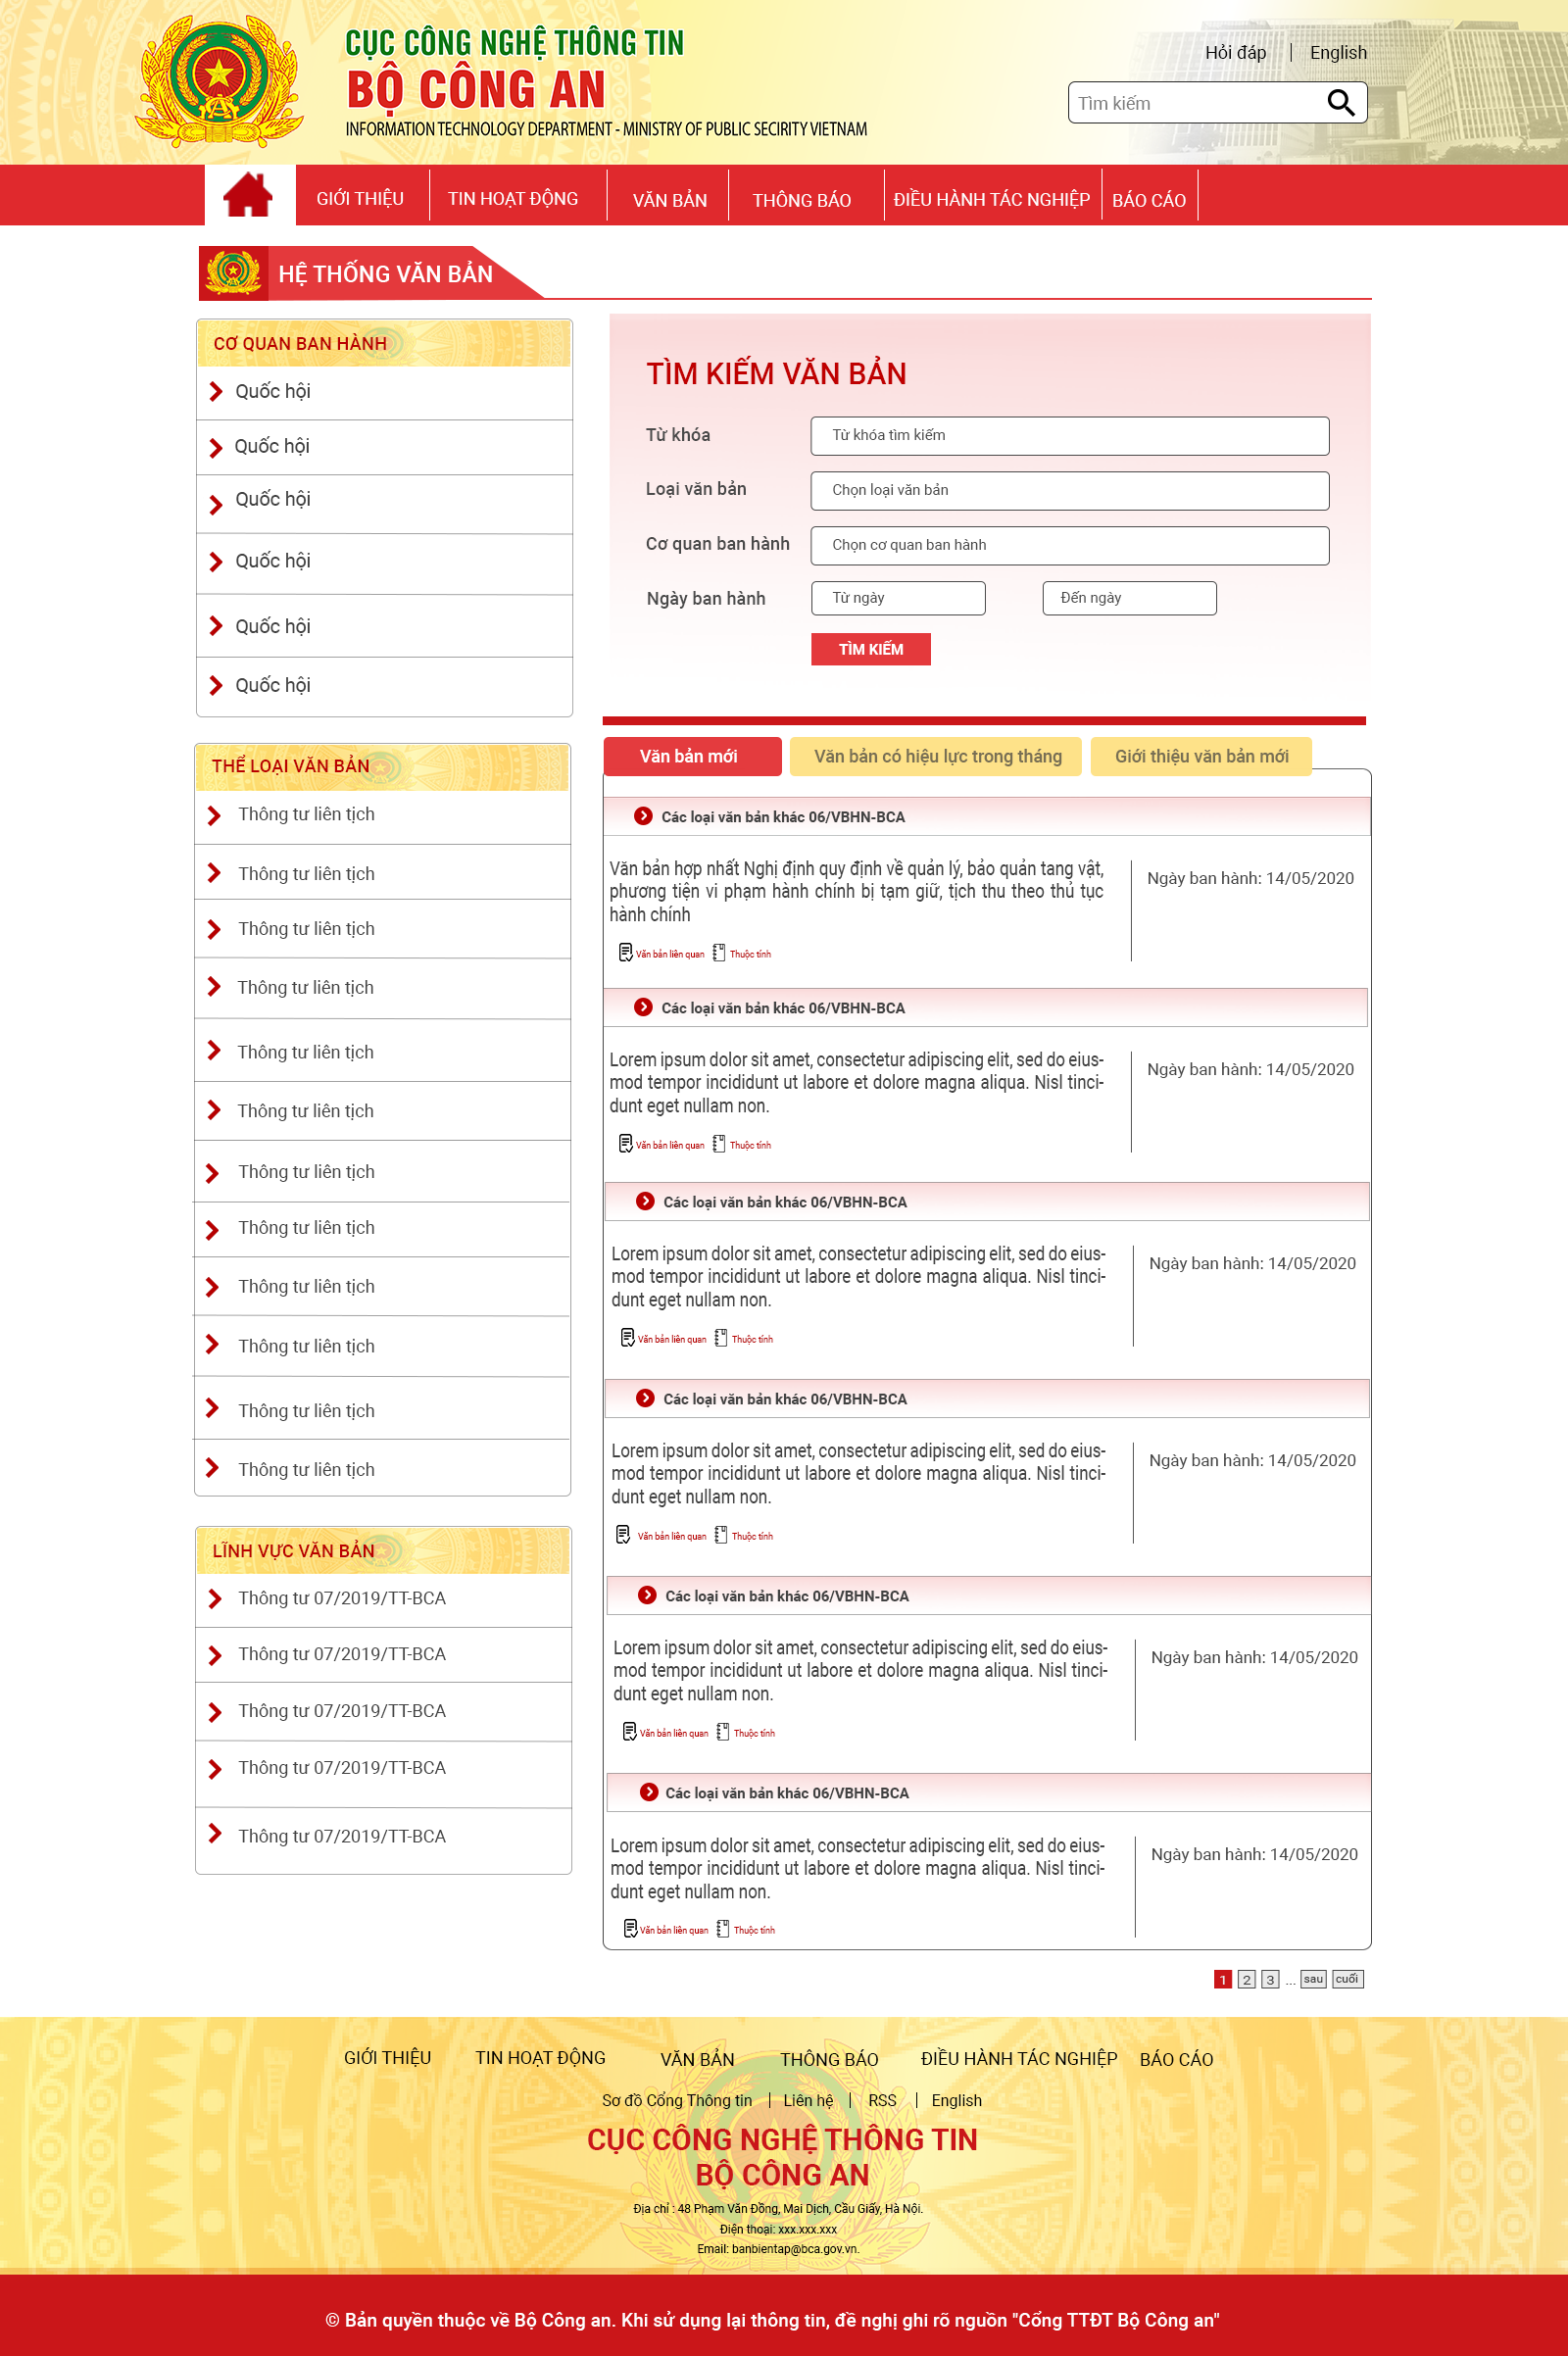 CỤC CÔNG NGHỆ THÔNG TIN
BỘ CÔNG AN
INFORMATION TECHNOLOGY DEPARTMENT - MINISTRY OF PUBLIC SECIRITY VIETNAM
Hỏi đáp English
Tìm kiếm
GIỚI THIỆU TIN HOẠT ĐỘNG VĂN BẢN THÔNG BÁO ĐIỀU HÀNH TÁC NGHIỆP BÁO CÁO
HỆ THỐNG VĂN BẢN
CƠ QUAN BAN HÀNH
Quốc hội
Quốc hội
Quốc hội
Quốc hội
Quốc hội
Quốc hội
THỂ LOẠI VĂN BẢN
Thông tư liên tịch
Thông tư liên tịch
Thông tư liên tịch
Thông tư liên tịch
Thông tư liên tịch
Thông tư liên tịch
Thông tư liên tịch
Thông tư liên tịch
Thông tư liên tịch
Thông tư liên tịch
Thông tư liên tịch
Thông tư liên tịch
LĨNH VỰC VĂN BẢN
Thông tư 07/2019/TT-BCA
Thông tư 07/2019/TT-BCA
Thông tư 07/2019/TT-BCA
Thông tư 07/2019/TT-BCA
Thông tư 07/2019/TT-BCA
TÌM KIẾM VĂN BẢN
Từ khóa Từ khóa tìm kiếm
Loại văn bản Chọn loại văn bản
Cơ quan ban hành Chọn cơ quan ban hành
Ngày ban hành Từ ngày Đến ngày
TÌM KIẾM
Văn bản mới Văn bản có hiệu lực trong tháng Giới thiệu văn bản mới
Các loại văn bản khác 06/VBHN-BCA
Văn bản hợp nhất Nghị định quy định về quản lý, bảo quản tang vật,
phương tiện vi phạm hành chính bị tạm giữ, tịch thu theo thủ tục
hành chính
Ngày ban hành: 14/05/2020
Văn bản liên quan Thuộc tính
Các loại văn bản khác 06/VBHN-BCA
Lorem ipsum dolor sit amet, consectetur adipiscing elit, sed do eius-
mod tempor incididunt ut labore et dolore magna aliqua. Nisl tinci-
dunt eget nullam non.
Ngày ban hành: 14/05/2020
Văn bản liên quan Thuộc tính
Các loại văn bản khác 06/VBHN-BCA
Lorem ipsum dolor sit amet, consectetur adipiscing elit, sed do eius-
mod tempor incididunt ut labore et dolore magna aliqua. Nisl tinci-
dunt eget nullam non.
Ngày ban hành: 14/05/2020
Văn bản liên quan Thuộc tính
Các loại văn bản khác 06/VBHN-BCA
Lorem ipsum dolor sit amet, consectetur adipiscing elit, sed do eius-
mod tempor incididunt ut labore et dolore magna aliqua. Nisl tinci-
dunt eget nullam non.
Ngày ban hành: 14/05/2020
Văn bản liên quan Thuộc tính
Các loại văn bản khác 06/VBHN-BCA
Lorem ipsum dolor sit amet, consectetur adipiscing elit, sed do eius-
mod tempor incididunt ut labore et dolore magna aliqua. Nisl tinci-
dunt eget nullam non.
Ngày ban hành: 14/05/2020
Văn bản liên quan Thuộc tính
Các loại văn bản khác 06/VBHN-BCA
Lorem ipsum dolor sit amet, consectetur adipiscing elit, sed do eius-
mod tempor incididunt ut labore et dolore magna aliqua. Nisl tinci-
dunt eget nullam non.
Ngày ban hành: 14/05/2020
Văn bản liên quan Thuộc tính
1 2 3 ... sau cuối
GIỚI THIỆU TIN HOẠT ĐỘNG VĂN BẢN THÔNG BÁO ĐIỀU HÀNH TÁC NGHIỆP BÁO CÁO
Sơ đồ Cổng Thông tin Liên hệ RSS English
CỤC CÔNG NGHỆ THÔNG TIN
BỘ CÔNG AN
Địa chỉ : 48 Phạm Văn Đồng, Mai Dịch, Cầu Giấy, Hà Nội.
Điện thoại: xxx.xxx.xxx
Email: banbientap@bca.gov.vn.
© Bản quyền thuộc về Bộ Công an. Khi sử dụng lại thông tin, đề nghị ghi rõ nguồn "Cổng TTĐT Bộ Công an"